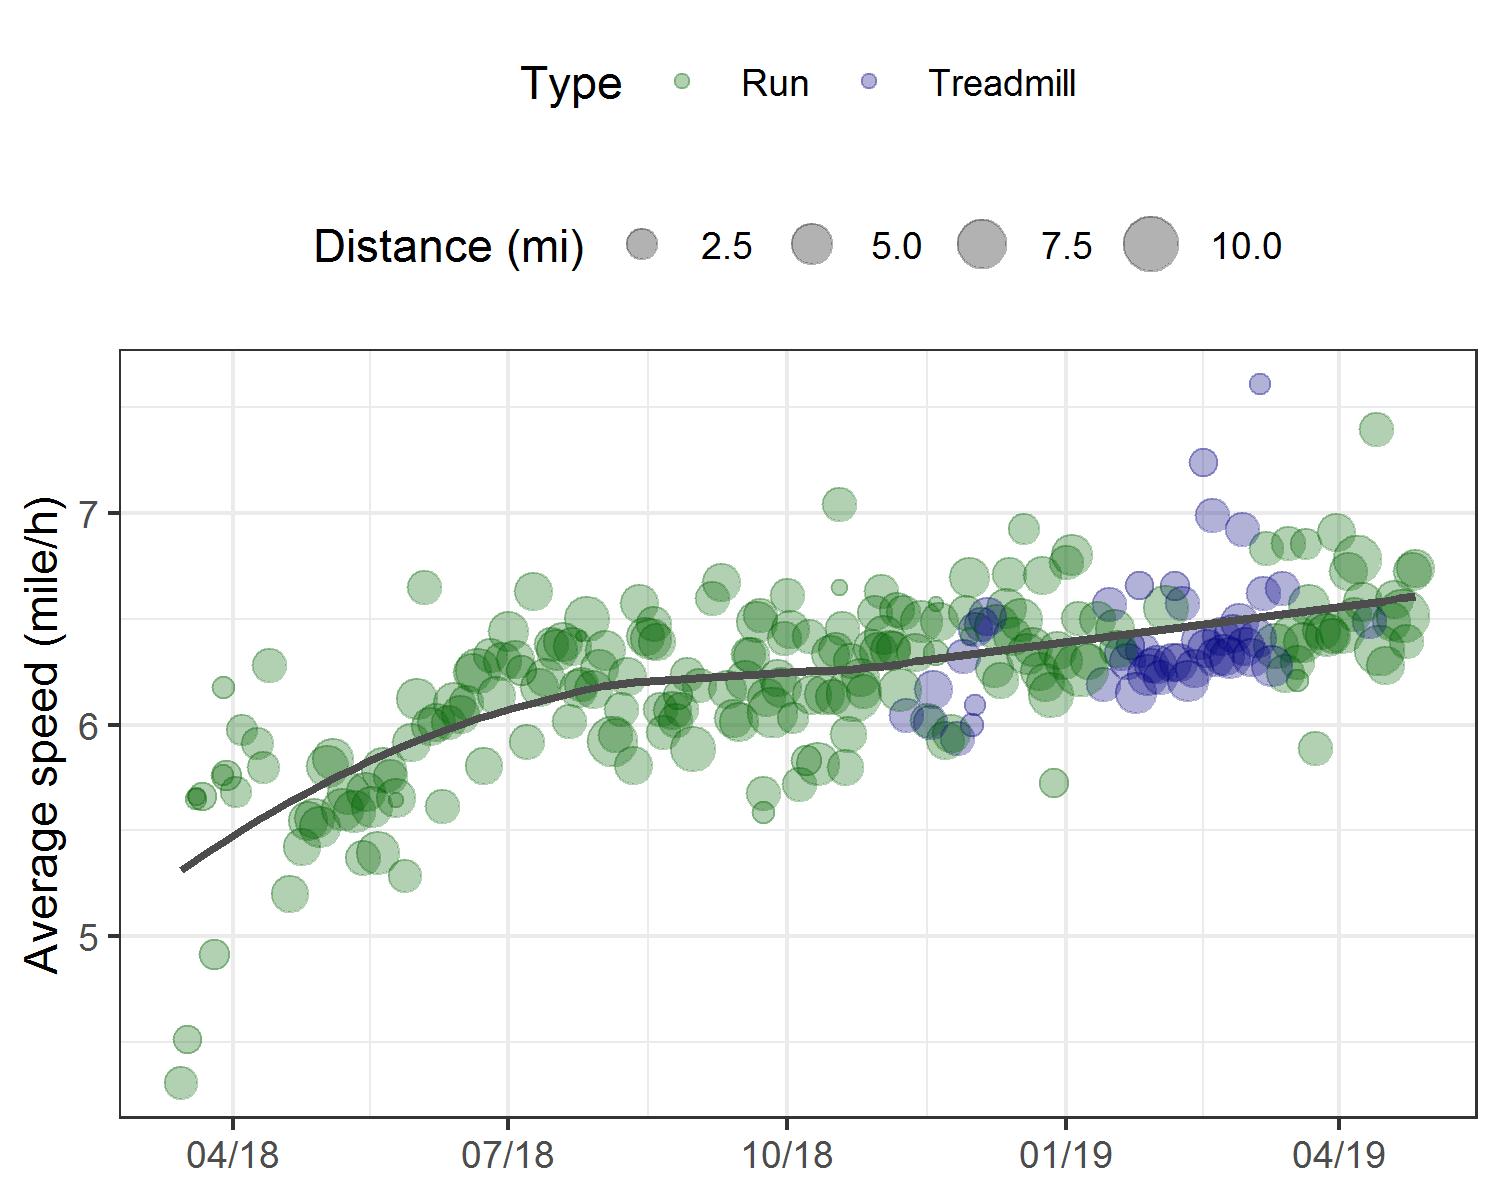 Type Run Treadmill
Distance (mi) 2.5 5.0 7.5 10.0
Average speed (mile/h)
7
6
5
04/18 07/18 10/18 01/19 04/19